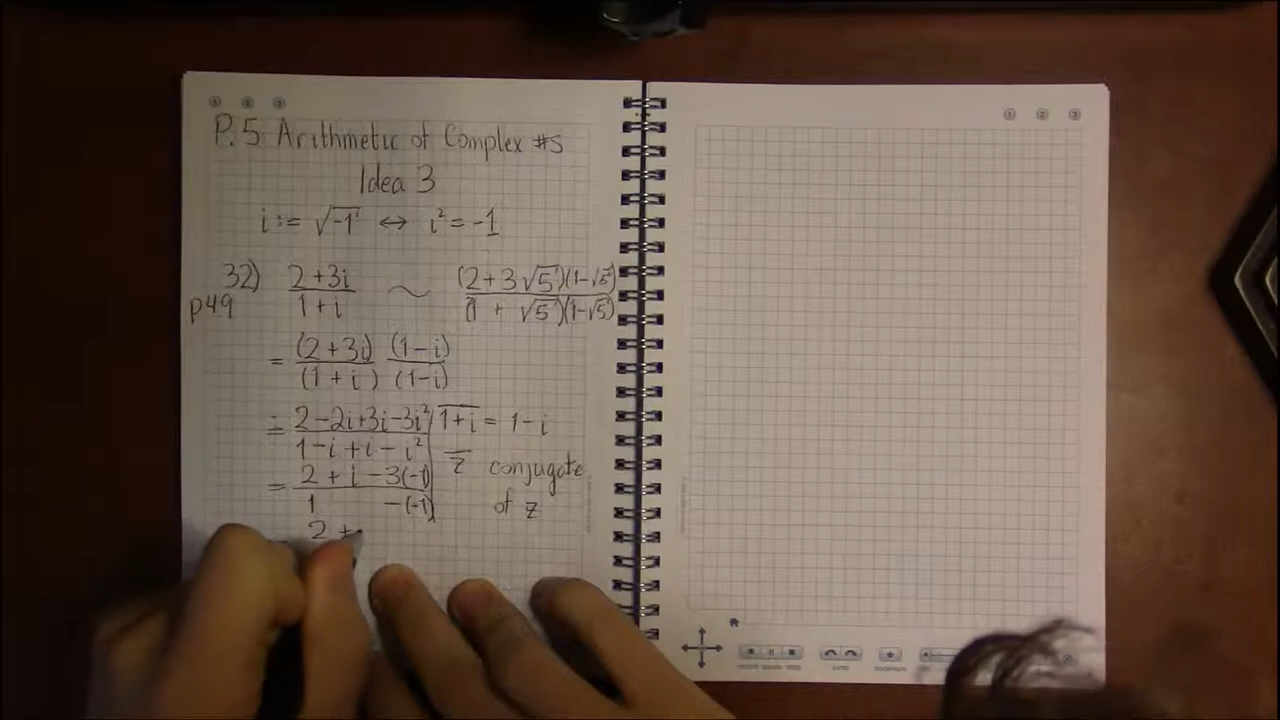 P.5 Arithmetic of Complex #s
Idea 3
i := √-1 ↔ i² = -1
32) (2+3i)/(1+i) ~ ((2+3√5)(1-√5))/((1+√5)(1-√5))
p49
= ((2+3i)(1-i))/((1+i)(1-i))
= (2-2i+3i-3i²)/(1-i+i-i²)
= (2+i-3(-1))/(1-(-1))
= 2 +
\overline{1+i} = 1-i
\overline{z} conjugate
of z